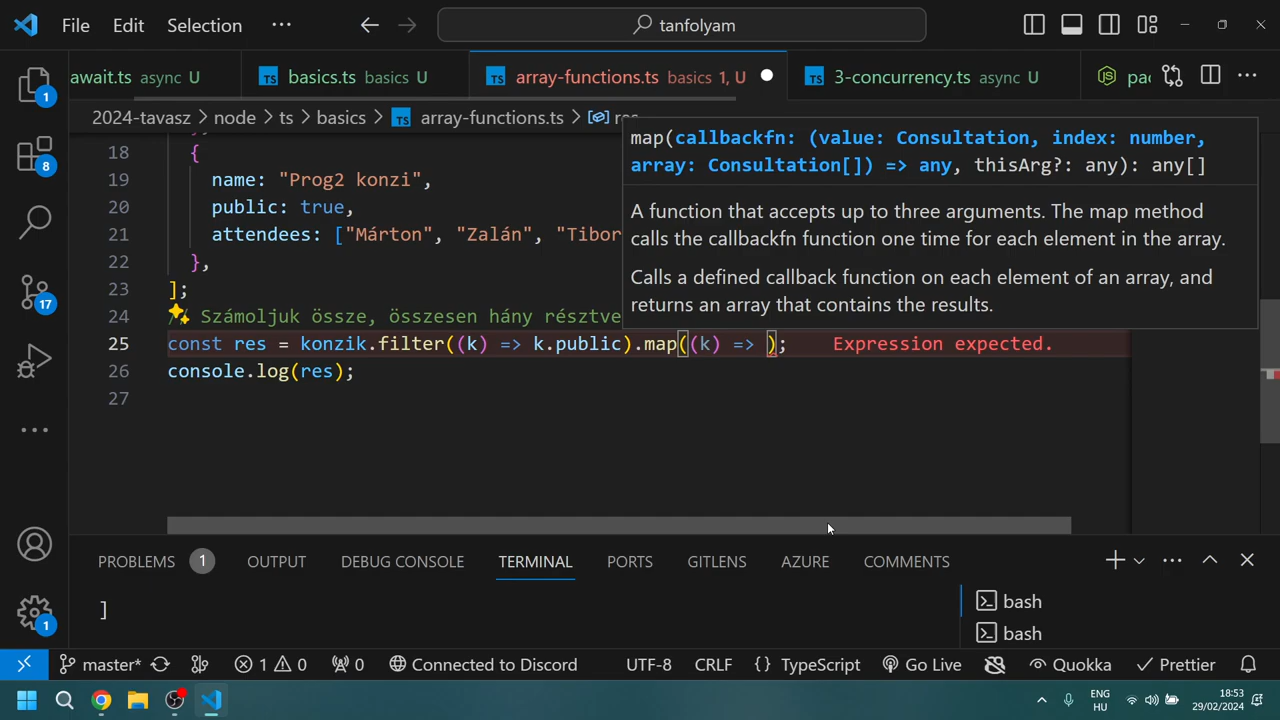 File Edit Selection ··· tanfolyam
await.ts async U basics.ts basics U array-functions.ts basics 1, U 3-concurrency.ts async U pac
2024-tavasz > node > ts > basics > array-functions.ts > res
map(callbackfn: (value: Consultation, index: number,
array: Consultation[]) => any, thisArg?: any): any[]
A function that accepts up to three arguments. The map method
calls the callbackfn function one time for each element in the array.
Calls a defined callback function on each element of an array, and
returns an array that contains the results.
18 {
19 name: "Prog2 konzi",
20 public: true,
21 attendees: ["Márton", "Zalán", "Tibor
22 },
23 ];
24 // Számoljuk össze, összesen hány résztve
25 const res = konzik.filter((k) => k.public).map((k) => ); Expression expected.
26 console.log(res);
27
PROBLEMS 1 OUTPUT DEBUG CONSOLE TERMINAL PORTS GITLENS AZURE COMMENTS
]
bash
bash
1
8
17
1
master* 1 0 0 Connected to Discord UTF-8 CRLF {} TypeScript Go Live Quokka Prettier
ENG
HU
18:53
29/02/2024